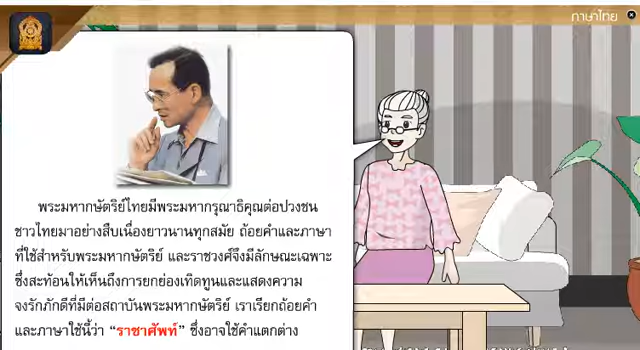 ภาษาไทย
พระมหากษัตริย์ไทยมีพระมหากรุณาธิคุณต่อปวงชน
ชาวไทยมาอย่างสืบเนื่องยาวนานทุกสมัย ถ้อยคำและภาษา
ที่ใช้สำหรับพระมหากษัตริย์ และราชวงศ์จึงมีลักษณะเฉพาะ
ซึ่งสะท้อนให้เห็นถึงการยกย่องเทิดทูนและแสดงความ
จงรักภักดีที่มีต่อสถาบันพระมหากษัตริย์ เราเรียกถ้อยคำ
และภาษาใช้นี้ว่า “ราชาศัพท์” ซึ่งอาจใช้คำแตกต่าง